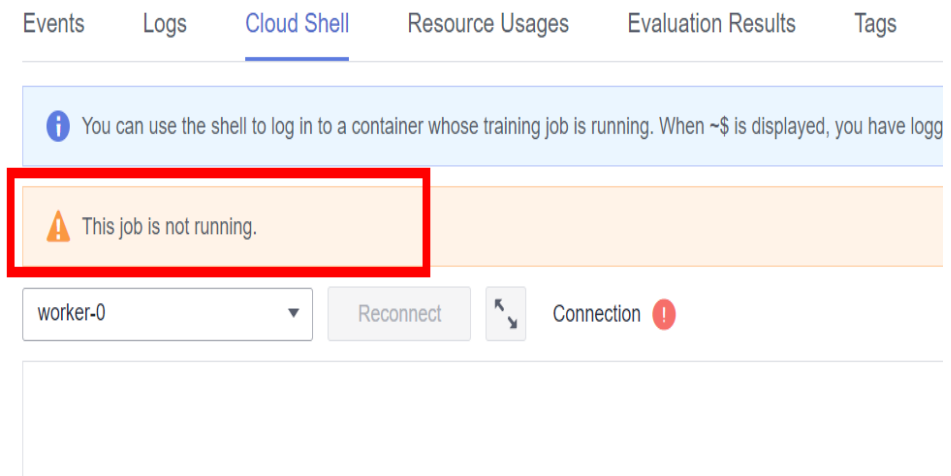 Events Logs Cloud Shell Resource Usages Evaluation Results Tags
You can use the shell to log in to a container whose training job is running. When ~$ is displayed, you have logg
This job is not running.
worker-0 Reconnect Connection